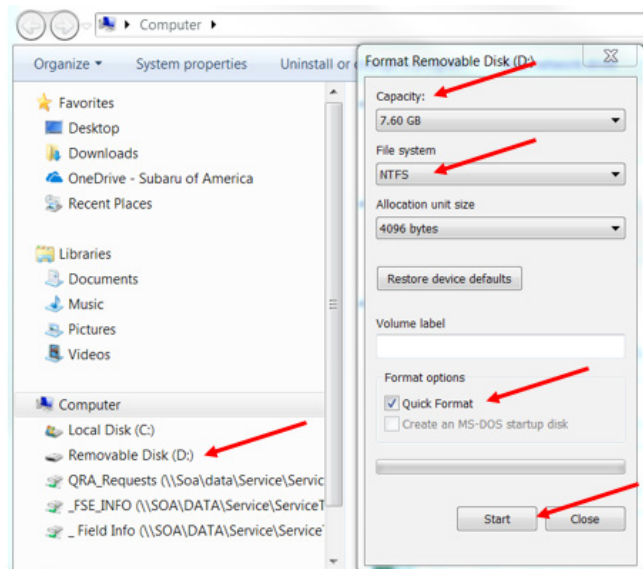 Computer
Organize
System properties
Uninstall or
Favorites
Desktop
Downloads
OneDrive - Subaru of America
Recent Places
Libraries
Documents
Music
Pictures
Videos
Computer
Local Disk (C:)
Removable Disk (D:)
QRA_Requests (\\Soa\data\Service\Servic
_FSE_INFO (\\SOA\DATA\Service\ServiceT
_ Field Info (\\SOA\DATA\Service\Service
Format Removable Disk (D:)
Capacity:
7.60 GB
File system
NTFS
Allocation unit size
4096 bytes
Restore device defaults
Volume label
Format options
Quick Format
Create an MS-DOS startup disk
Start
Close